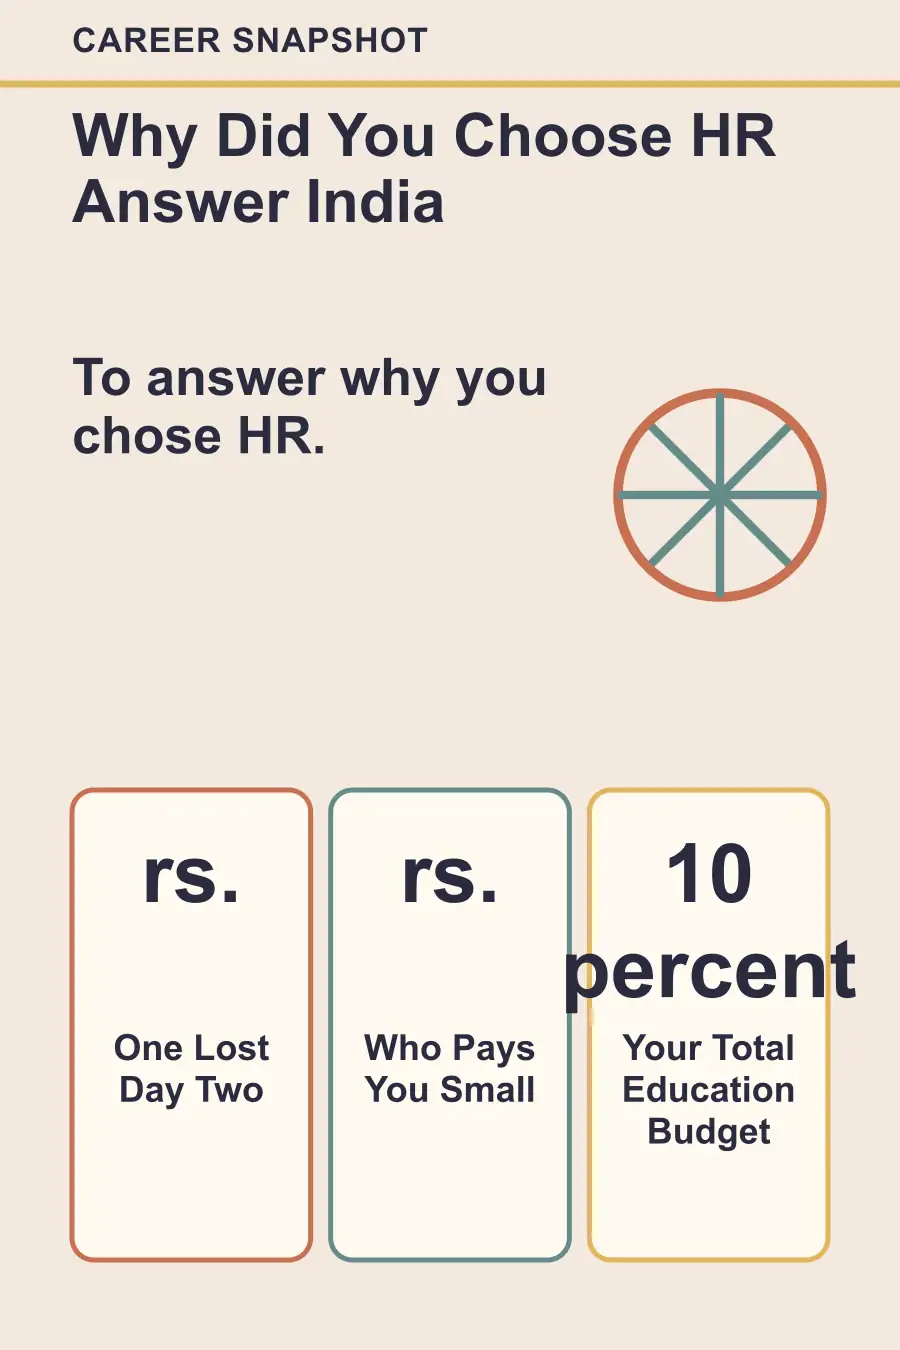 CAREER SNAPSHOT
Why Did You Choose HR
Answer India
To answer why you
chose HR.
rs.
One Lost
Day Two
rs.
Who Pays
You Small
10
percent
Your Total
Education
Budget